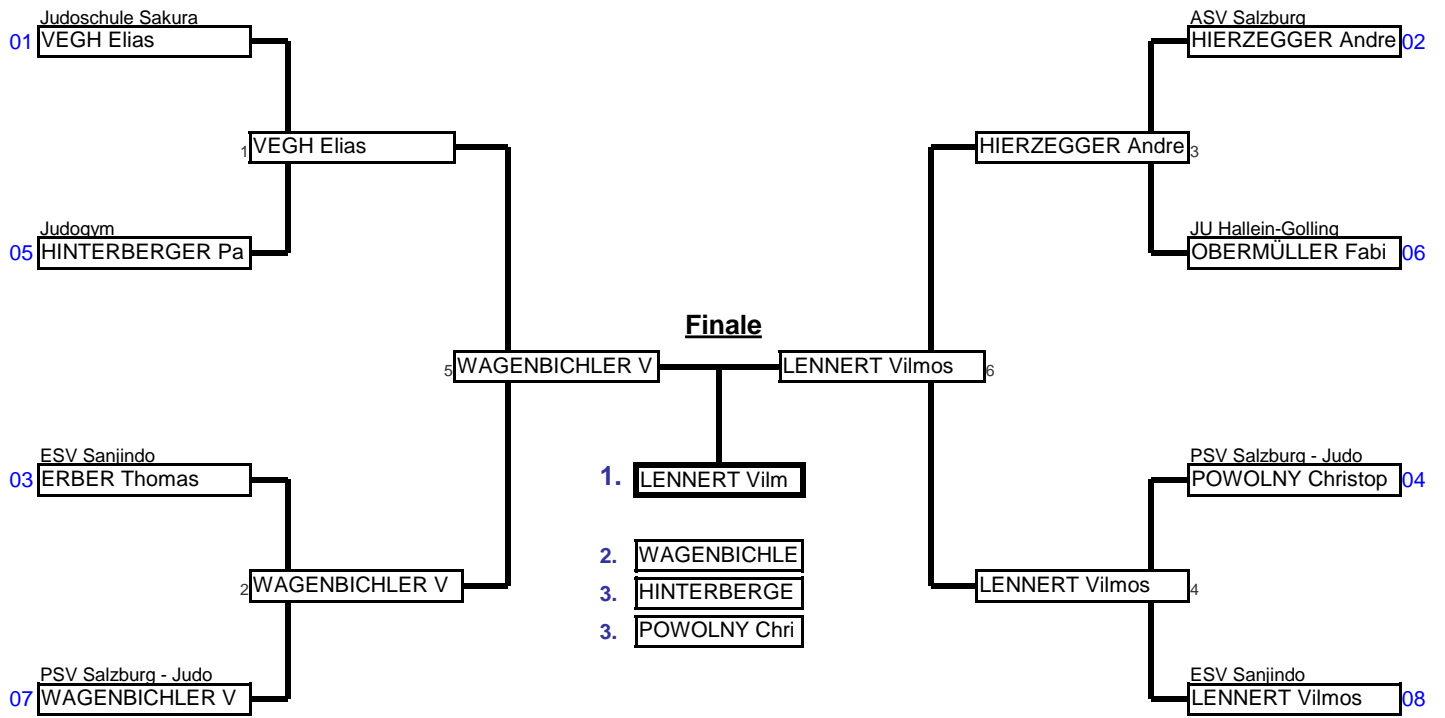 Judoschule Sakura
01 VEGH Elias
1 VEGH Elias
Judogym
05 HINTERBERGER Pa
ESV Sanjindo
03 ERBER Thomas
2 WAGENBICHLER V
PSV Salzburg - Judo
07 WAGENBICHLER V
5 WAGENBICHLER V
Finale
LENNERT Vilmos 6
1. LENNERT Vilm
2. WAGENBICHLE
3. HINTERBERGE
3. POWOLNY Chri
ASV Salzburg
HIERZEGGER Andre 02
HIERZEGGER Andre 3
JU Hallein-Golling
OBERMÜLLER Fabi 06
PSV Salzburg - Judo
POWOLNY Christop 04
LENNERT Vilmos 4
ESV Sanjindo
LENNERT Vilmos 08